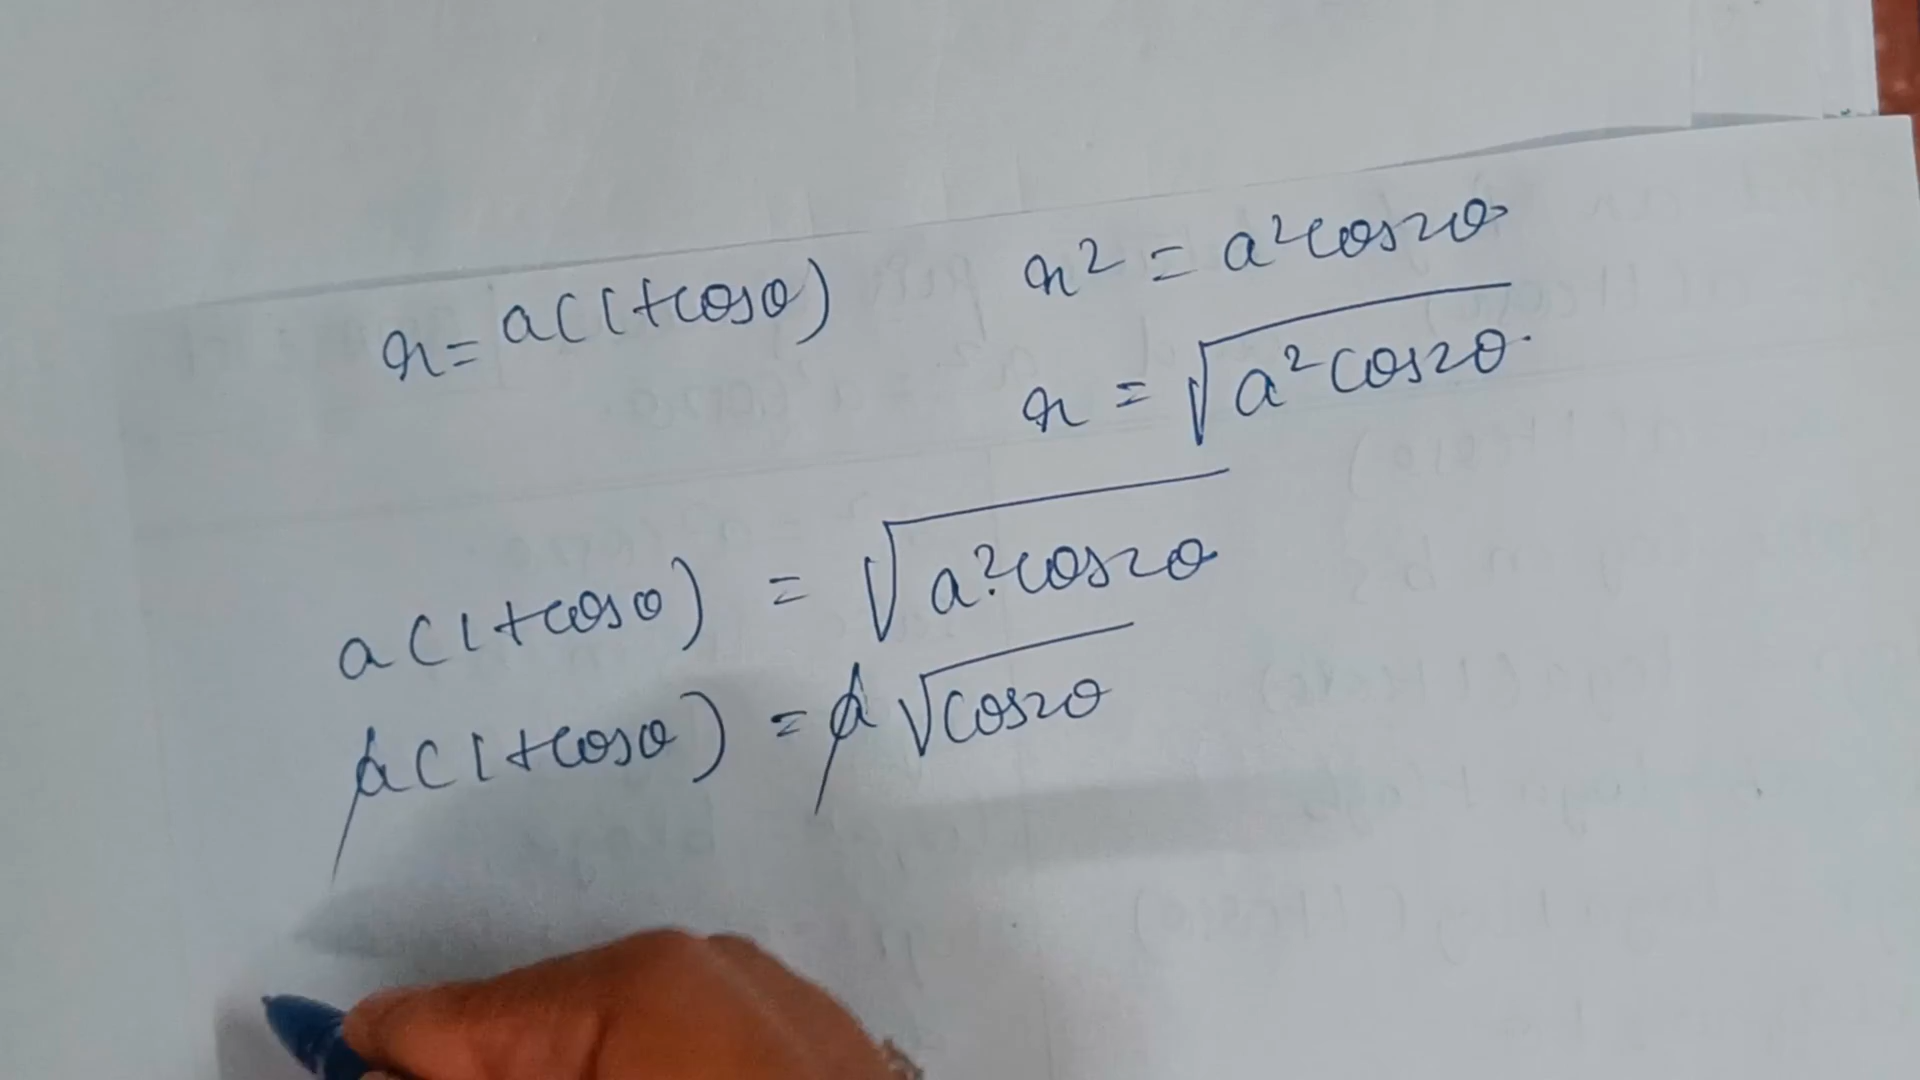 r = a(1+cosθ)
r² = a²cos2θ
r = √a²cos2θ
a(1+cosθ) = √a²cos2θ
a(1+cosθ) = a√cos2θ